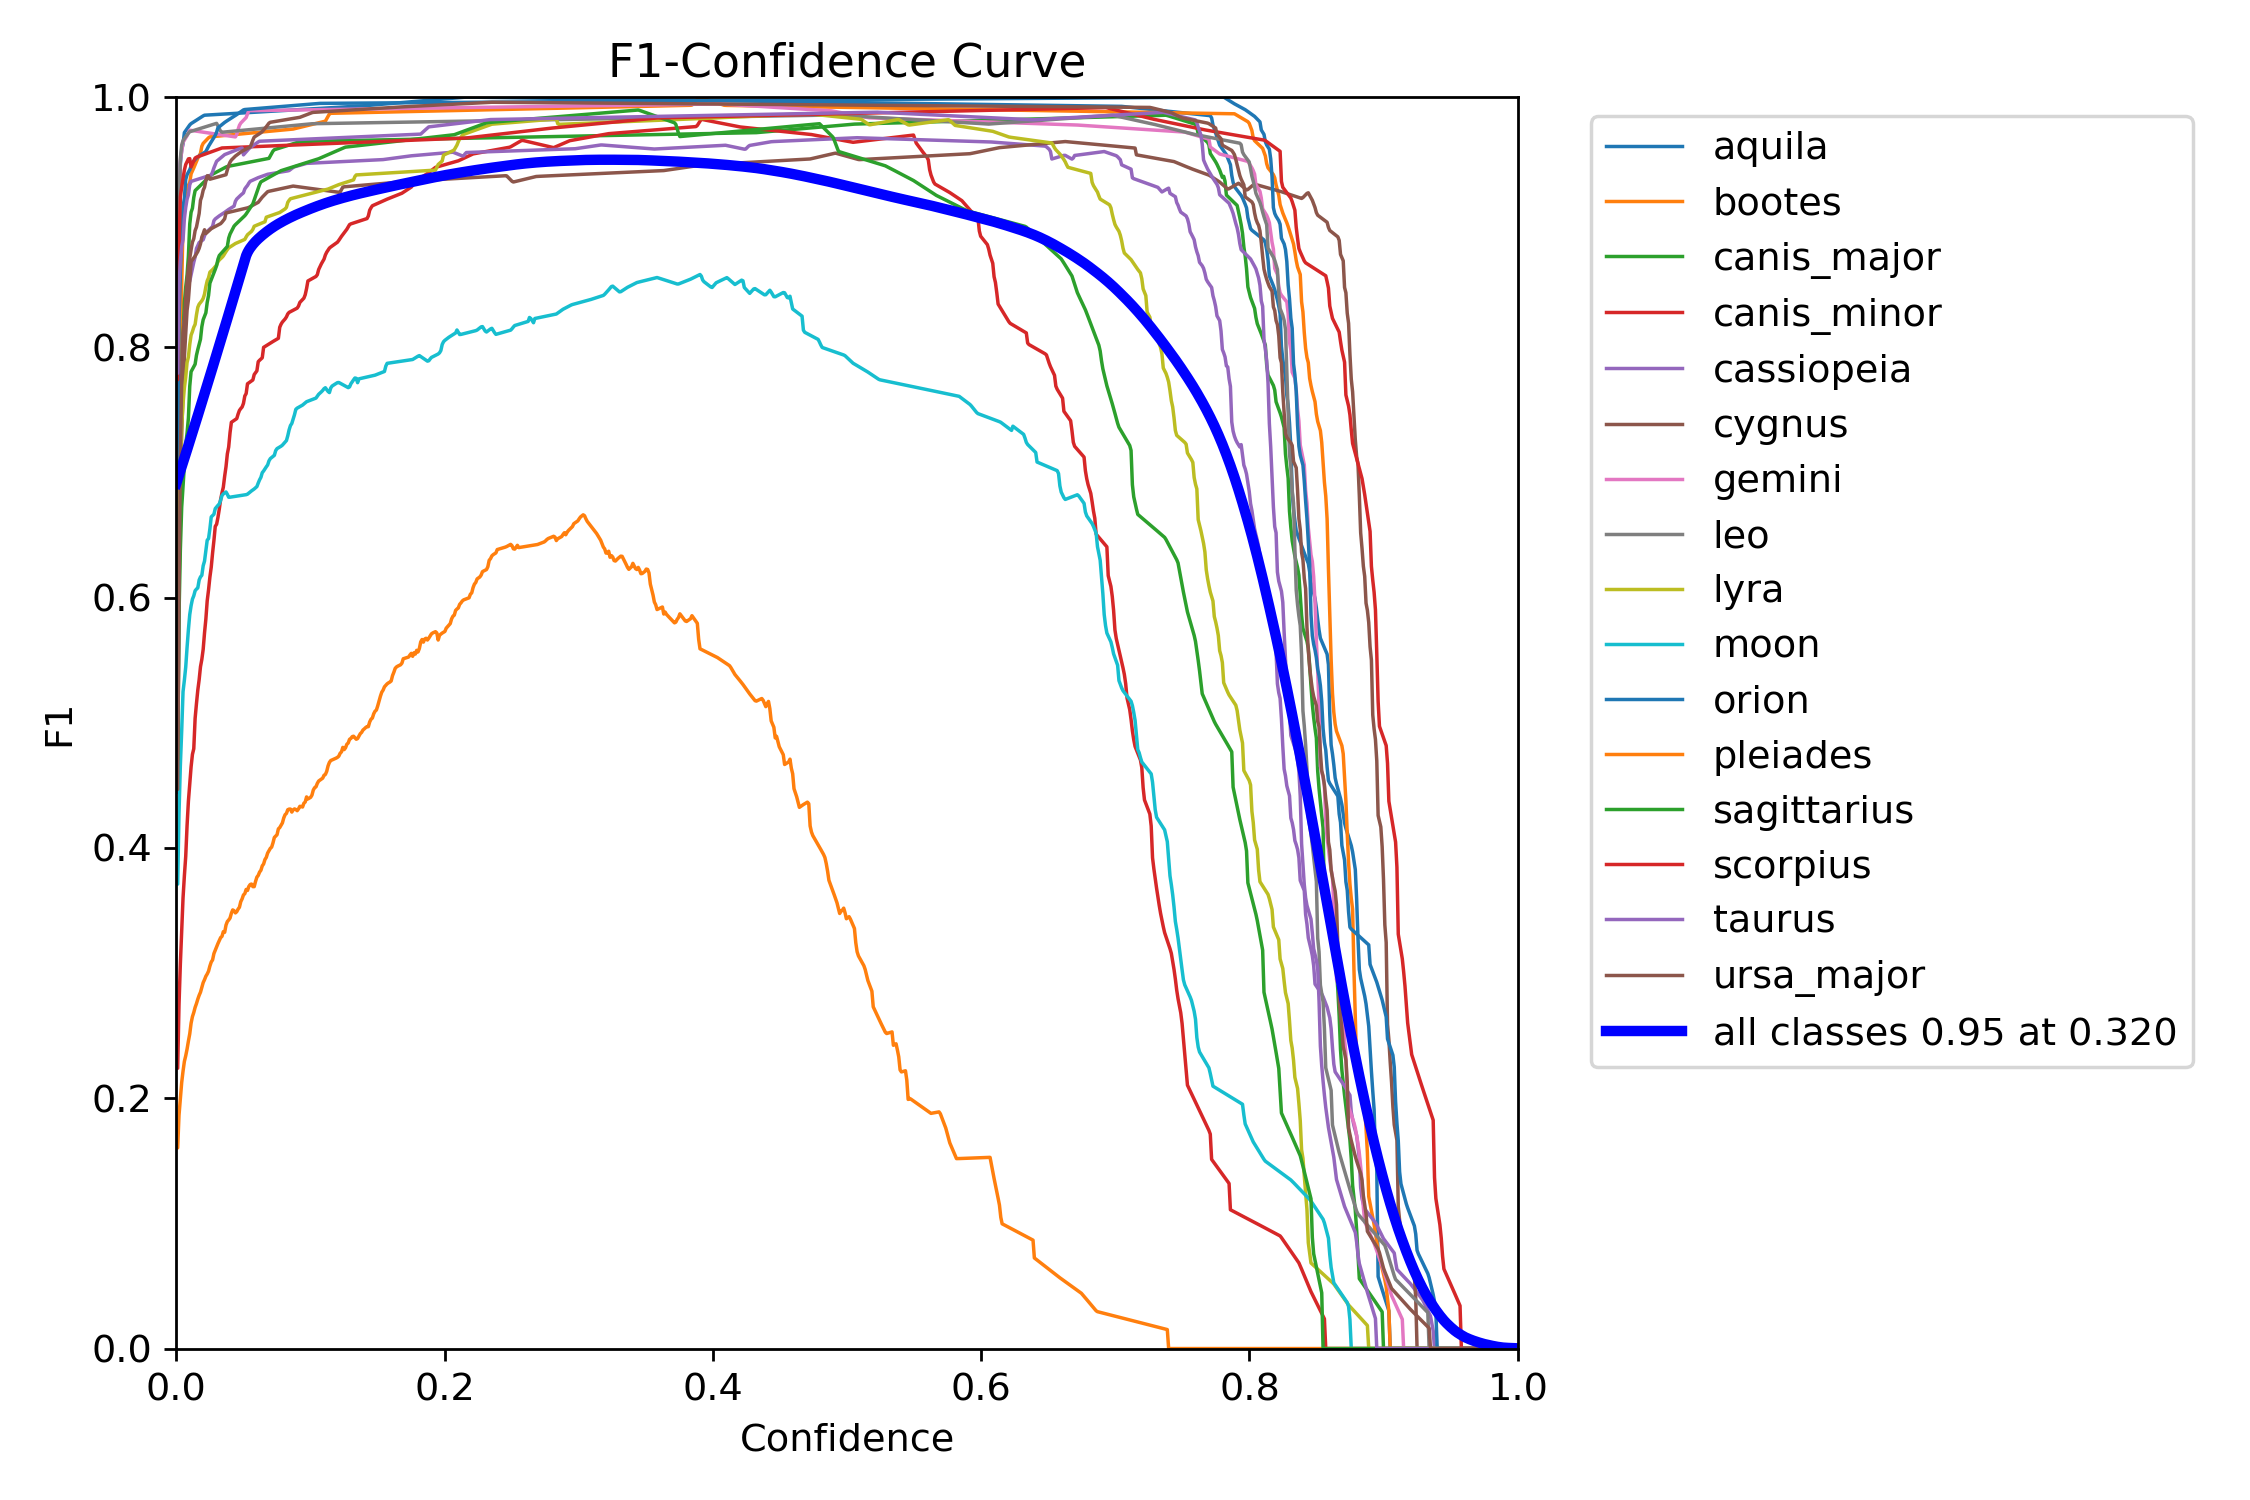 F1-Confidence Curve
1.0
0.8
0.6
0.4
0.2
0.0
F1
0.0 0.2 0.4 0.6 0.8 1.0
Confidence
aquila
bootes
canis_major
canis_minor
cassiopeia
cygnus
gemini
leo
lyra
moon
orion
pleiades
sagittarius
scorpius
taurus
ursa_major
all classes 0.95 at 0.320